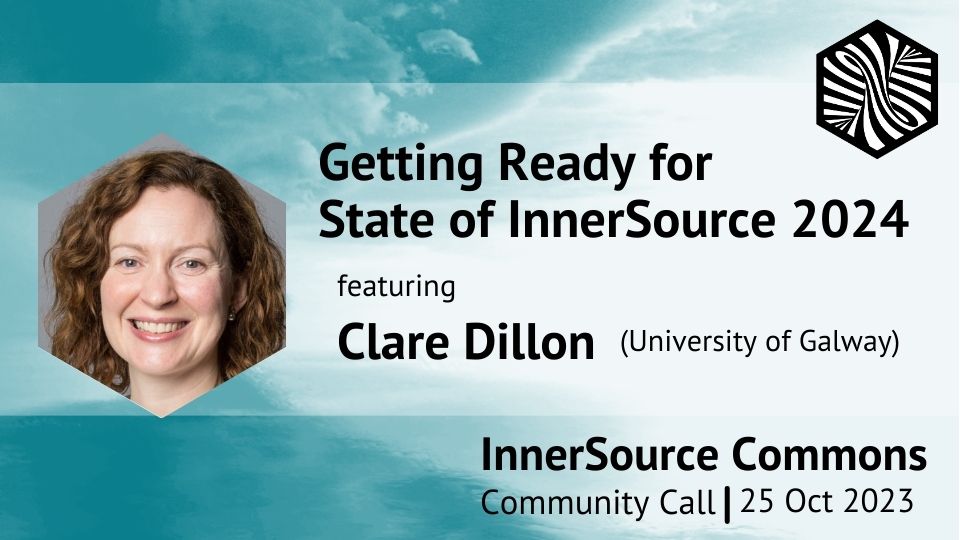 Getting Ready for
State of InnerSource 2024
featuring
Clare Dillon (University of Galway)
InnerSource Commons
Community Call | 25 Oct 2023